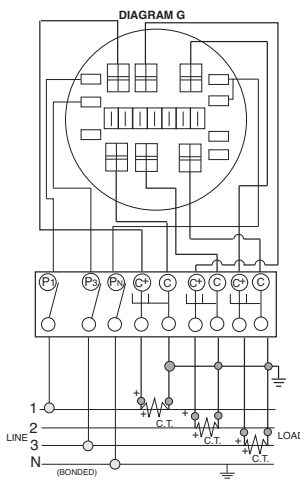 DIAGRAM G
P1 P3 PN C+ C C+ C C+ C
1
+ +
C.T.
2
+ +
C.T.
LINE 3 LOAD
+ +
C.T.
N
(BONDED)